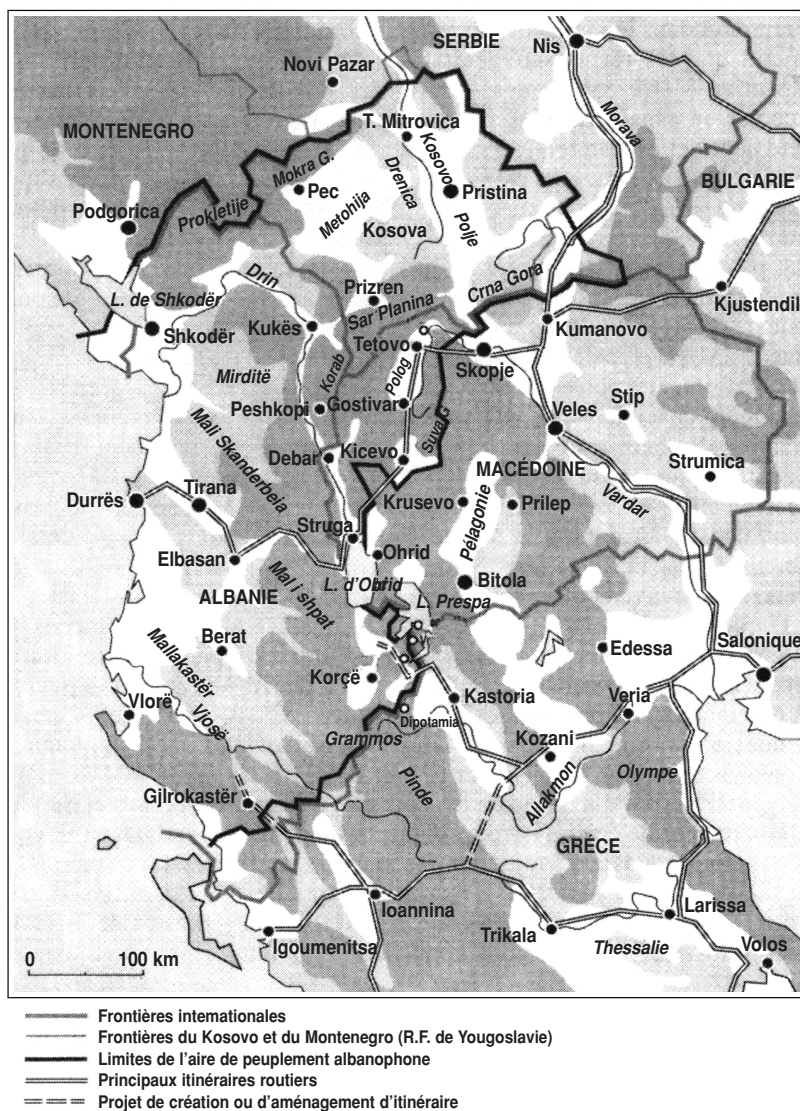 SERBIE
Nis
Novi Pazar
MONTENEGRO
T. Mitrovica
Morava
Kosovo
Mokra G.
Drenica
BULGARIE
Pec
Pristina
Prokletije
Metohija
Podgorica
Kosova
Polje
Drin
Crna Gora
L. de Shkodër
Prizren
Sar Planina
Kjustendil
Kukës
Kumanovo
Shkodër
Tetovo
Skopje
Mirditë
Korab
Polog
Peshkopi
Gostivar
Stip
Suva G
Veles
Mali Skanderbeia
Debar
Kicevo
MACÉDOINE
Strumica
Tirana
Krusevo
Prilep
Vardar
Durrës
Pélagonie
Struga
Ohrid
Elbasan
Mal i shpat
L. d'Ohrid
Bitola
ALBANIE
L. Prespa
Berat
Edessa
Salonique
Mallakastër
Korçë
Kastoria
Veria
Vlorë
Vjosë
Dipotamia
Grammos
Kozani
Pinde
Allakmon
Olympe
Gjlrokastër
GRÉCE
Ioannina
Larissa
Igoumenitsa
Trikala
Thessalie
Volos
0 100 km
Frontières internationales
Frontières du Kosovo et du Montenegro (R.F. de Yougoslavie)
Limites de l'aire de peuplement albanophone
Principaux itinéraires routiers
Projet de création ou d'aménagement d'itinéraire